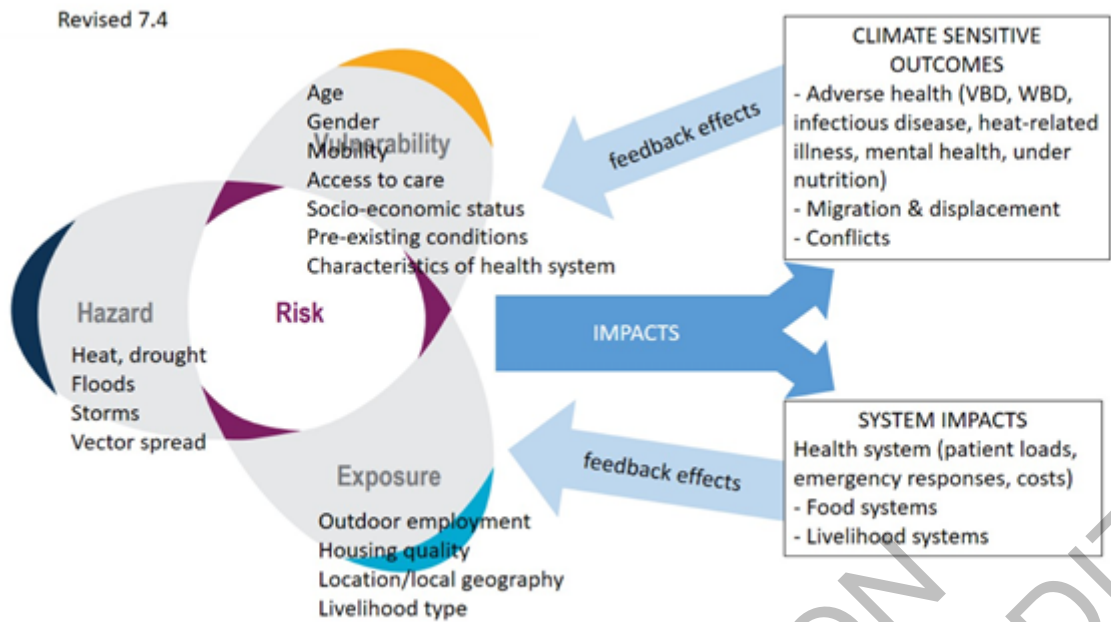 Revised 7.4
Age
Gender
Vulnerability
Mobility
Access to care
Socio-economic status
Pre-existing conditions
Characteristics of health system
Hazard
Heat, drought
Floods
Storms
Vector spread
Risk
Exposure
Outdoor employment
Housing quality
Location/local geography
Livelihood type
feedback effects
IMPACTS
feedback effects
CLIMATE SENSITIVE
OUTCOMES
- Adverse health (VBD, WBD,
infectious disease, heat-related
illness, mental health, under
nutrition)
- Migration & displacement
- Conflicts
SYSTEM IMPACTS
Health system (patient loads,
emergency responses, costs)
- Food systems
- Livelihood systems